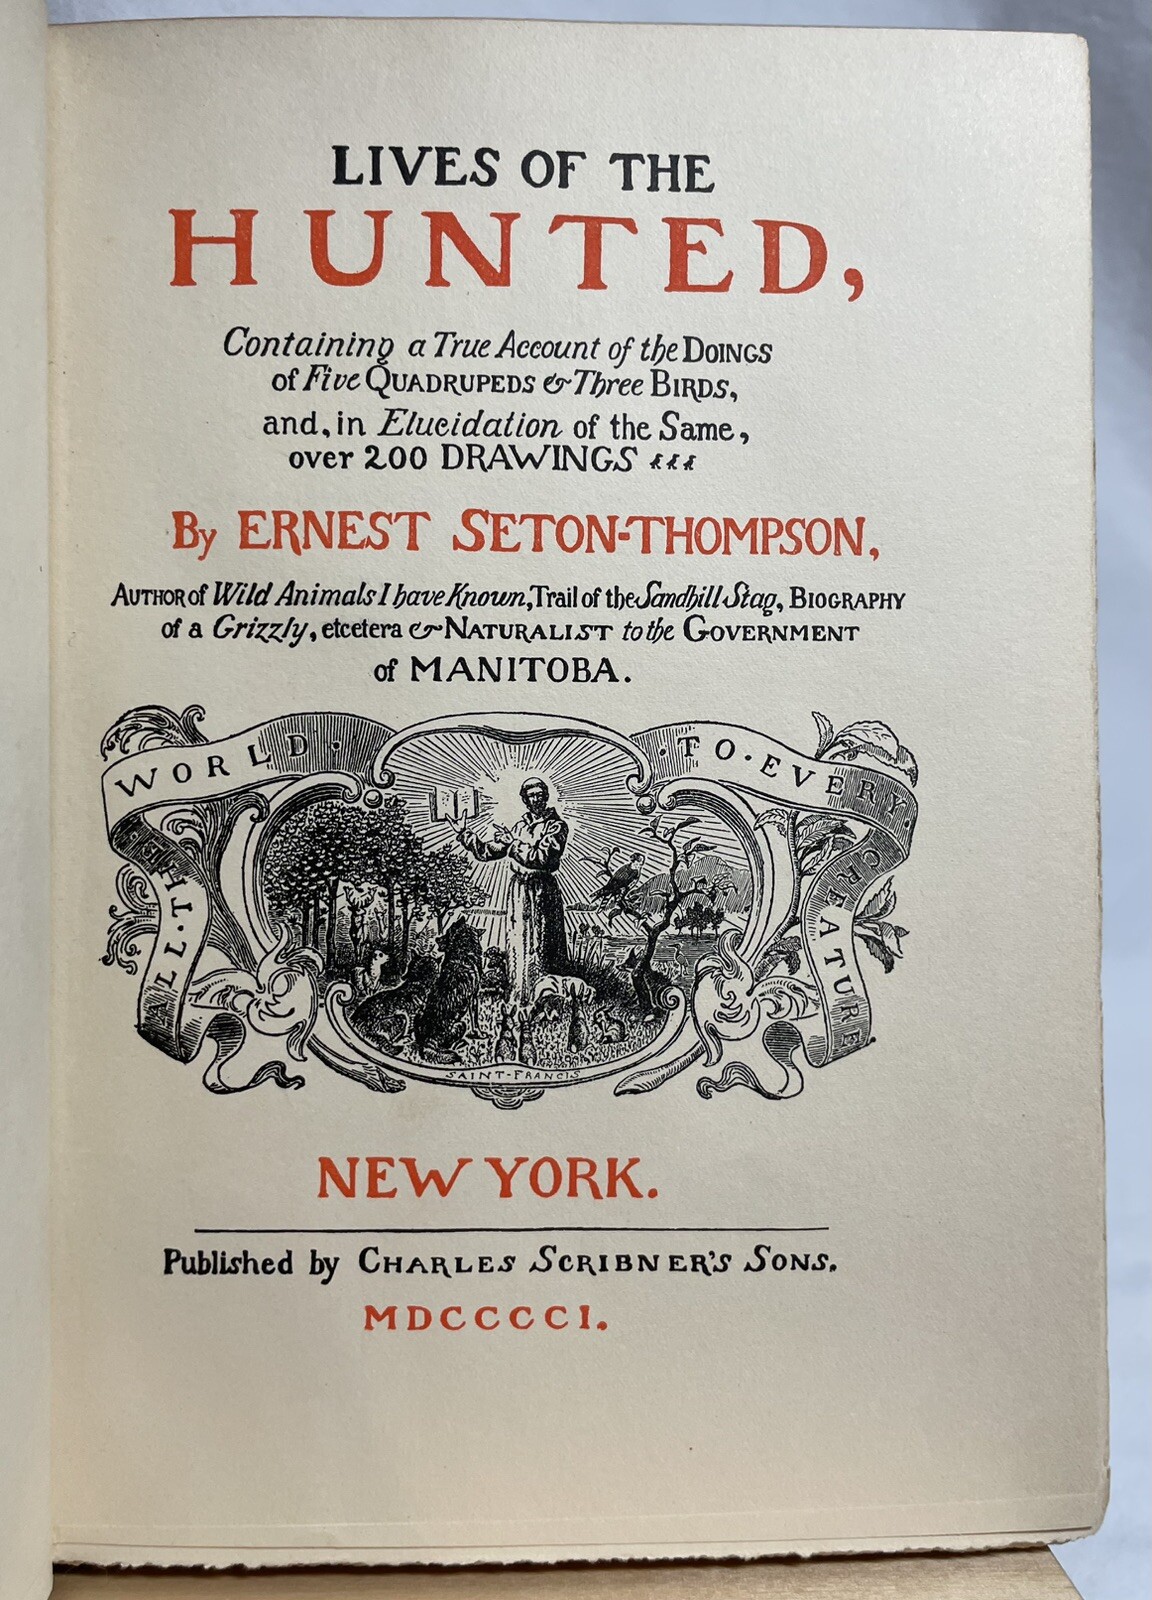 LIVES OF THE
HUNTED,
Containing a True Account of the DOINGS
of Five QUADRUPEDS & Three BIRDS,
and, in Elucidation of the Same,
over 200 DRAWINGS
By ERNEST SETON-THOMPSON,
AUTHOR of Wild Animals I have Known, Trail of the Sandhill Stag, BIOGRAPHY
of a Grizzly, etcetera & NATURALIST to the GOVERNMENT
of MANITOBA.
ALL·THE·WORLD·
·TO·EVERY·CREATURE
SAINT-FRANCIS
NEW YORK.
Published by CHARLES SCRIBNER'S SONS.
MDCCCCI.